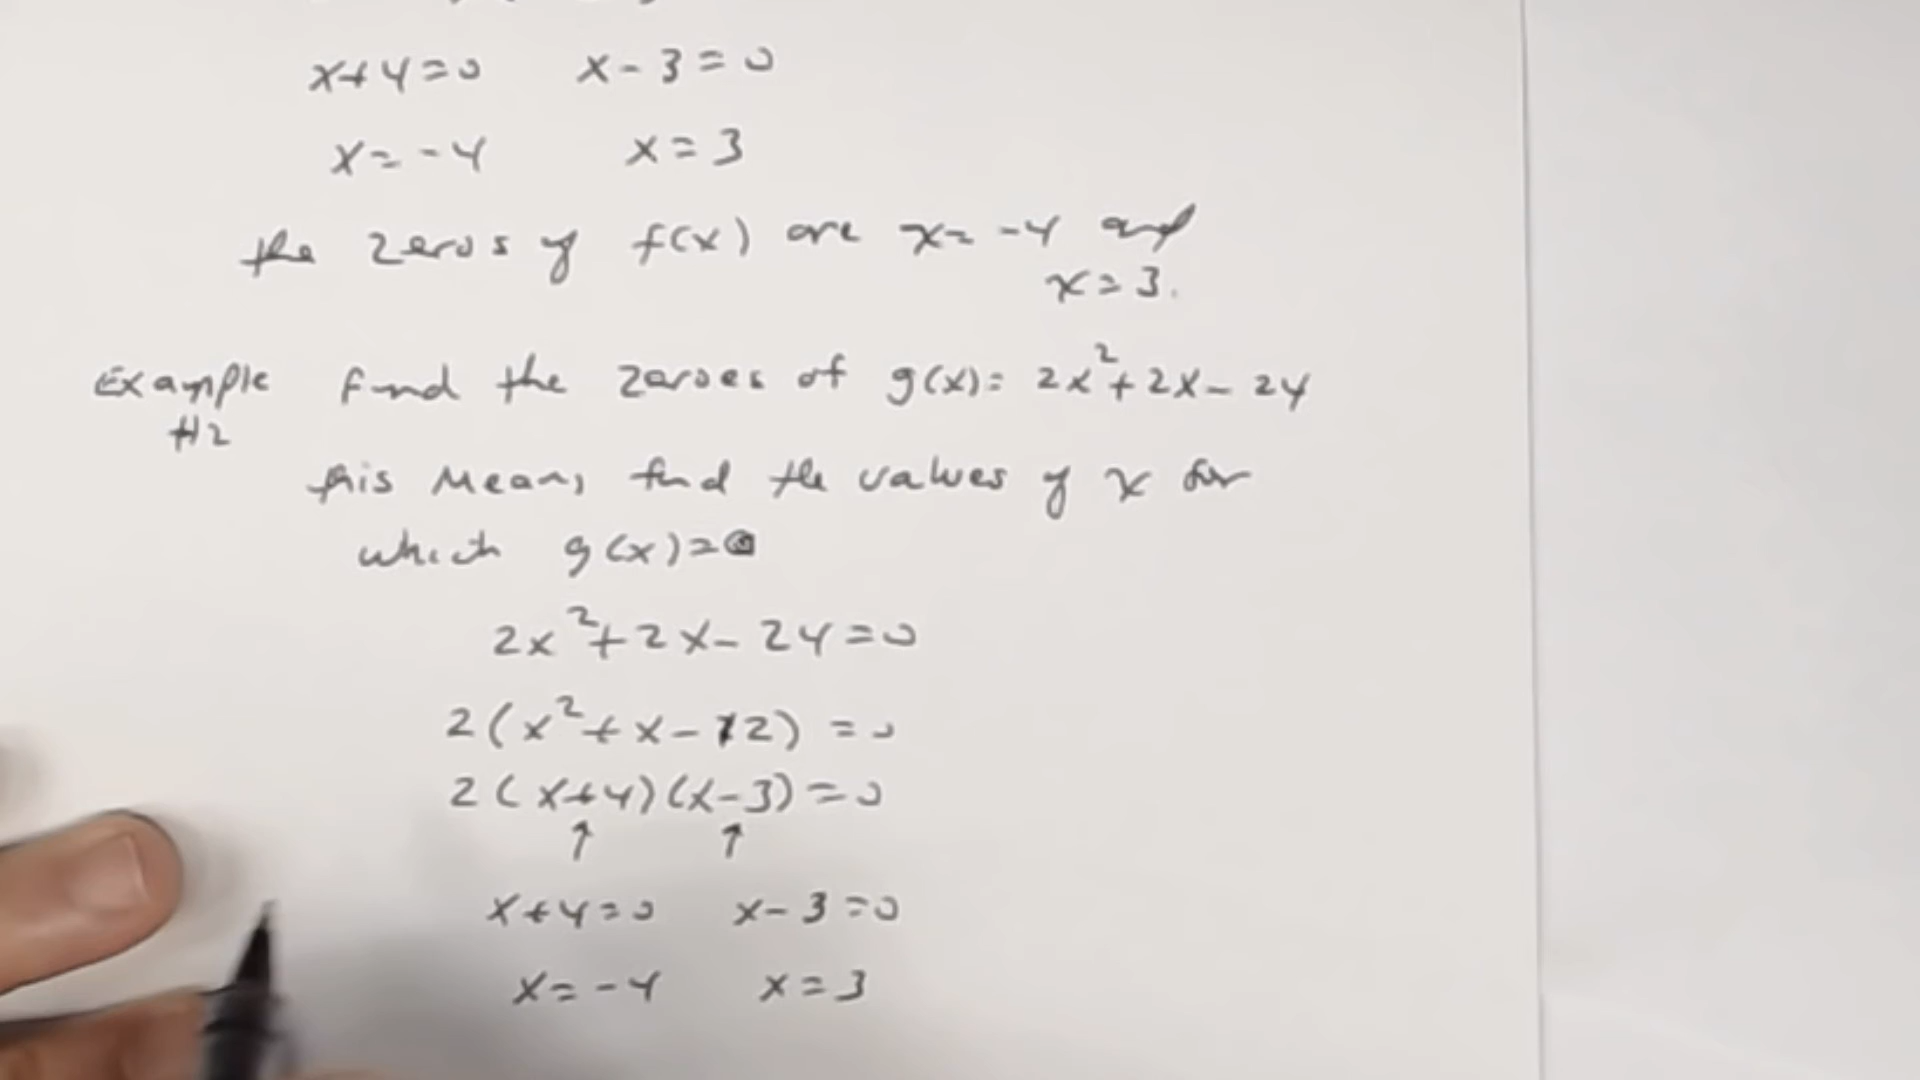 x+4=0 x-3=0
x=-4 x=3
the zeros of f(x) are x=-4 and
x=3.
Example find the zeroes of g(x)= 2x²+2x-24
#2
this means find the values of x for
which g(x)=0
2x²+2x-24=0
2(x²+x-12)=0
2(x+4)(x-3)=0
↑ ↑
x+4=0 x-3=0
x=-4 x=3